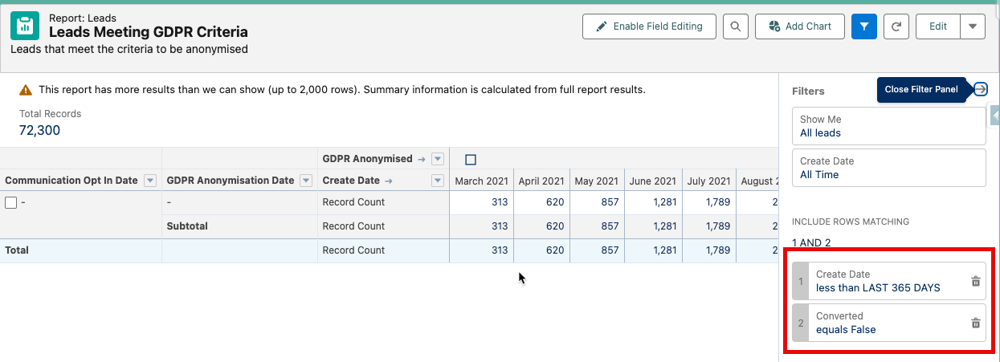 Report: Leads
Leads Meeting GDPR Criteria
Leads that meet the criteria to be anonymised
Enable Field Editing
Add Chart
Edit
This report has more results than we can show (up to 2,000 rows). Summary information is calculated from full report results.
Total Records
72,300
GDPR Anonymised →
Communication Opt In Date GDPR Anonymisation Date Create Date → March 2021 April 2021 May 2021 June 2021 July 2021 August 2
- - Record Count 313 620 857 1,281 1,789 2
Subtotal Record Count 313 620 857 1,281 1,789 2
Total Record Count 313 620 857 1,281 1,789 2
Filters
Close Filter Panel
Show Me
All leads
Create Date
All Time
INCLUDE ROWS MATCHING
1 AND 2
1 Create Date
less than LAST 365 DAYS
2 Converted
equals False